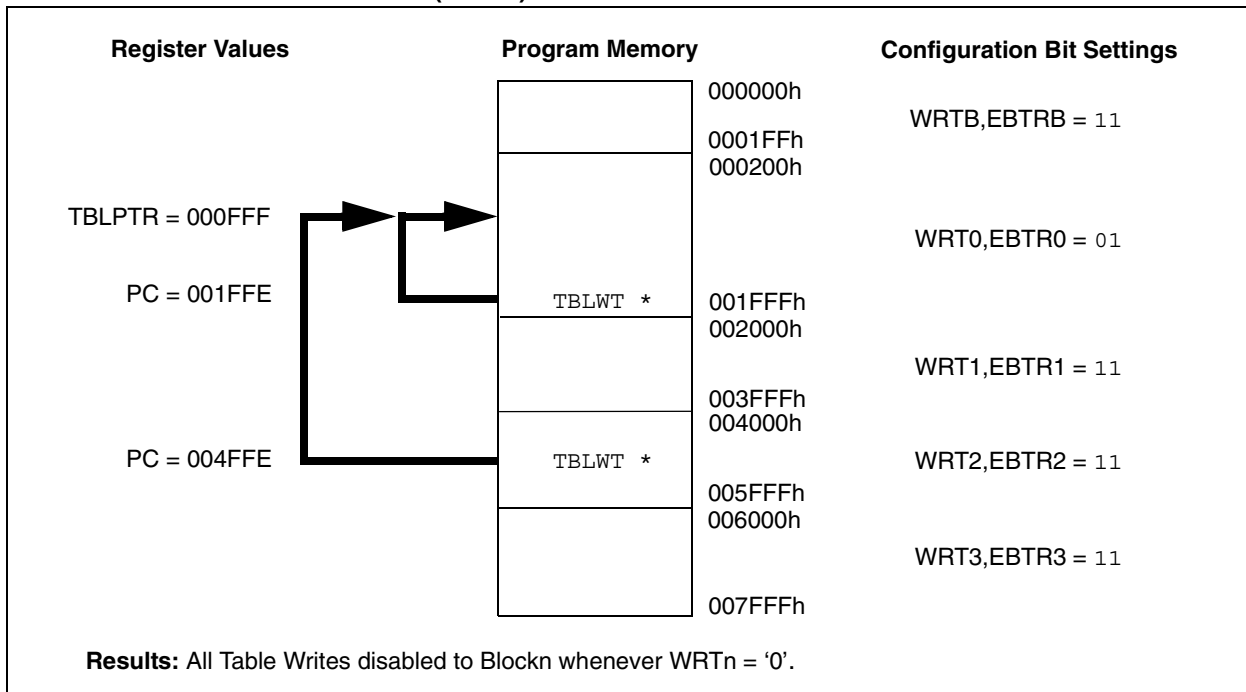 Register Values Program Memory Configuration Bit Settings
000000h
WRTB,EBTRB = 11
0001FFh
000200h
TBLPTR = 000FFF
WRT0,EBTR0 = 01
PC = 001FFE TBLWT * 001FFFh
002000h
WRT1,EBTR1 = 11
003FFFh
004000h
PC = 004FFE TBLWT * WRT2,EBTR2 = 11
005FFFh
006000h
WRT3,EBTR3 = 11
007FFFh
Results: All Table Writes disabled to Blockn whenever WRTn = ‘0’.